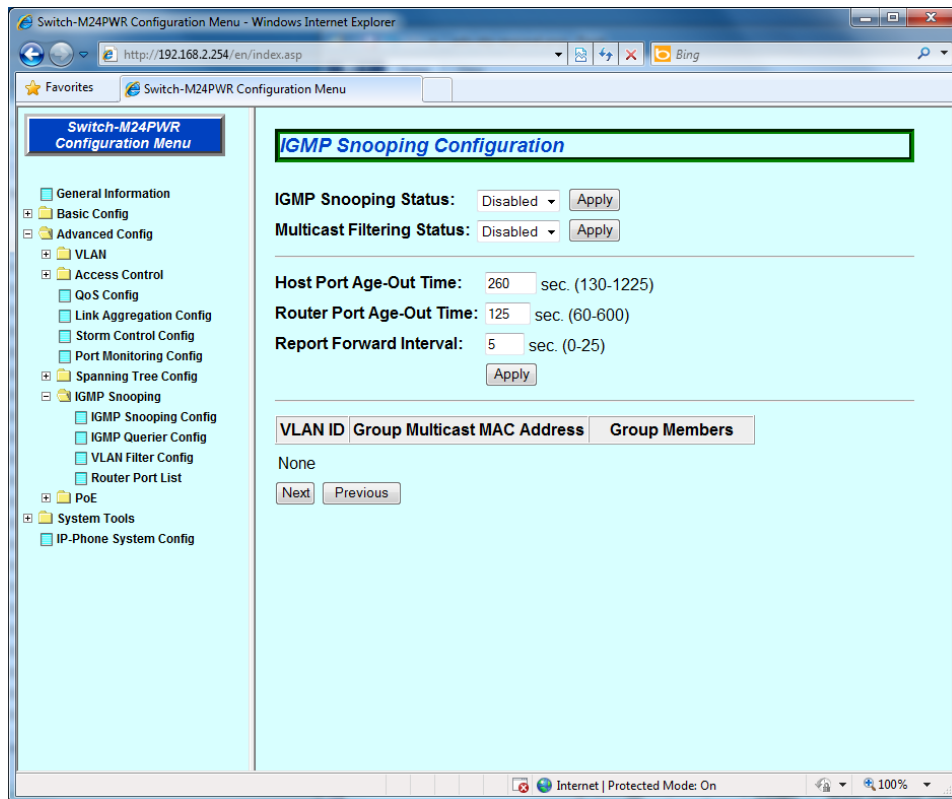 Switch-M24PWR Configuration Menu - Windows Internet Explorer
http://192.168.2.254/en/index.asp
Bing
Favorites
Switch-M24PWR Configuration Menu
Switch-M24PWR
Configuration Menu
General Information
Basic Config
Advanced Config
VLAN
Access Control
QoS Config
Link Aggregation Config
Storm Control Config
Port Monitoring Config
Spanning Tree Config
IGMP Snooping
IGMP Snooping Config
IGMP Querier Config
VLAN Filter Config
Router Port List
PoE
System Tools
IP-Phone System Config
IGMP Snooping Configuration
IGMP Snooping Status: Disabled Apply
Multicast Filtering Status: Disabled Apply
Host Port Age-Out Time: 260 sec. (130-1225)
Router Port Age-Out Time: 125 sec. (60-600)
Report Forward Interval: 5 sec. (0-25)
Apply
VLAN ID Group Multicast MAC Address Group Members
None
Next Previous
Internet | Protected Mode: On 100%